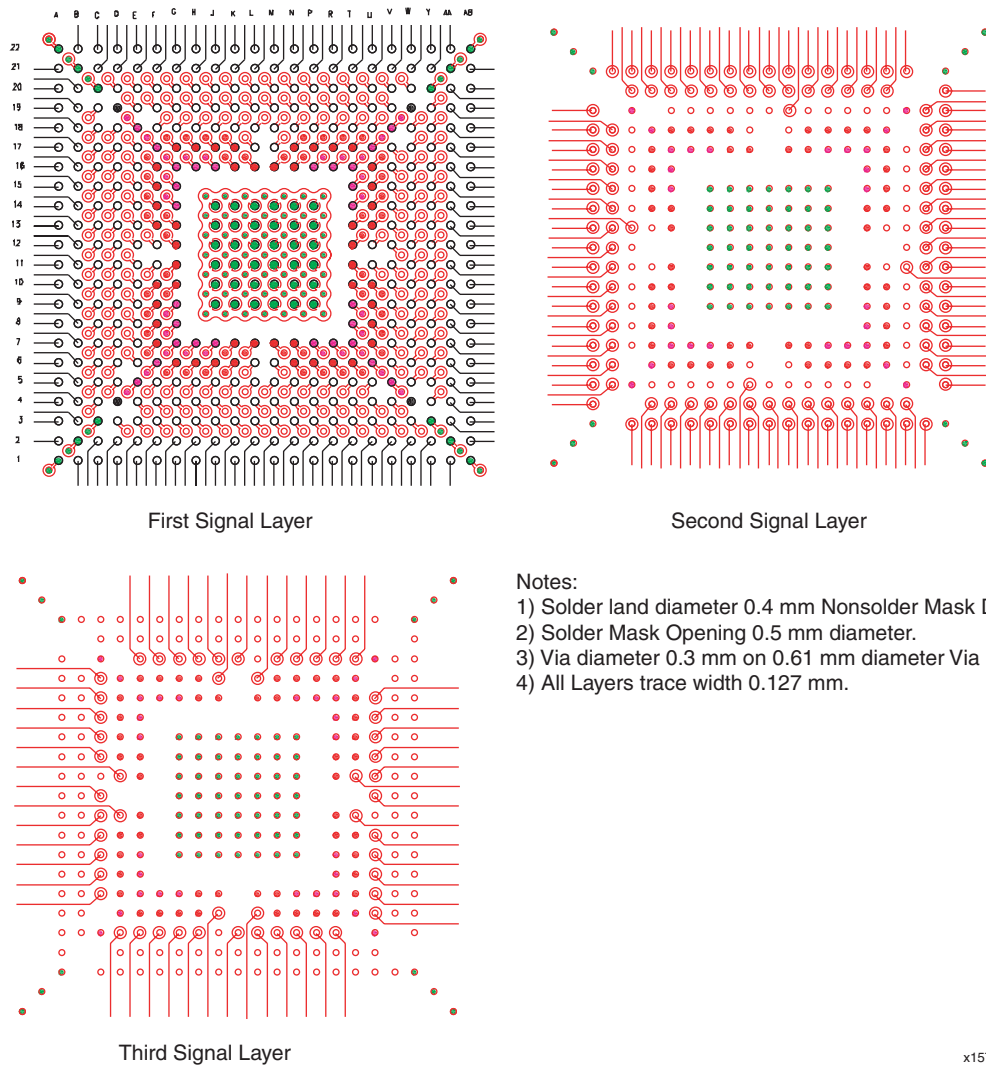 A B C D E F G H J K L M N P R T U V W Y AA AB
22
21
20
19
18
17
16
15
14
13
12
11
10
9
8
7
6
5
4
3
2
1
First Signal Layer
Second Signal Layer
Third Signal Layer
Notes:
1) Solder land diameter 0.4 mm Nonsolder Mask
2) Solder Mask Opening 0.5 mm diameter.
3) Via diameter 0.3 mm on 0.61 mm diameter Via
4) All Layers trace width 0.127 mm.